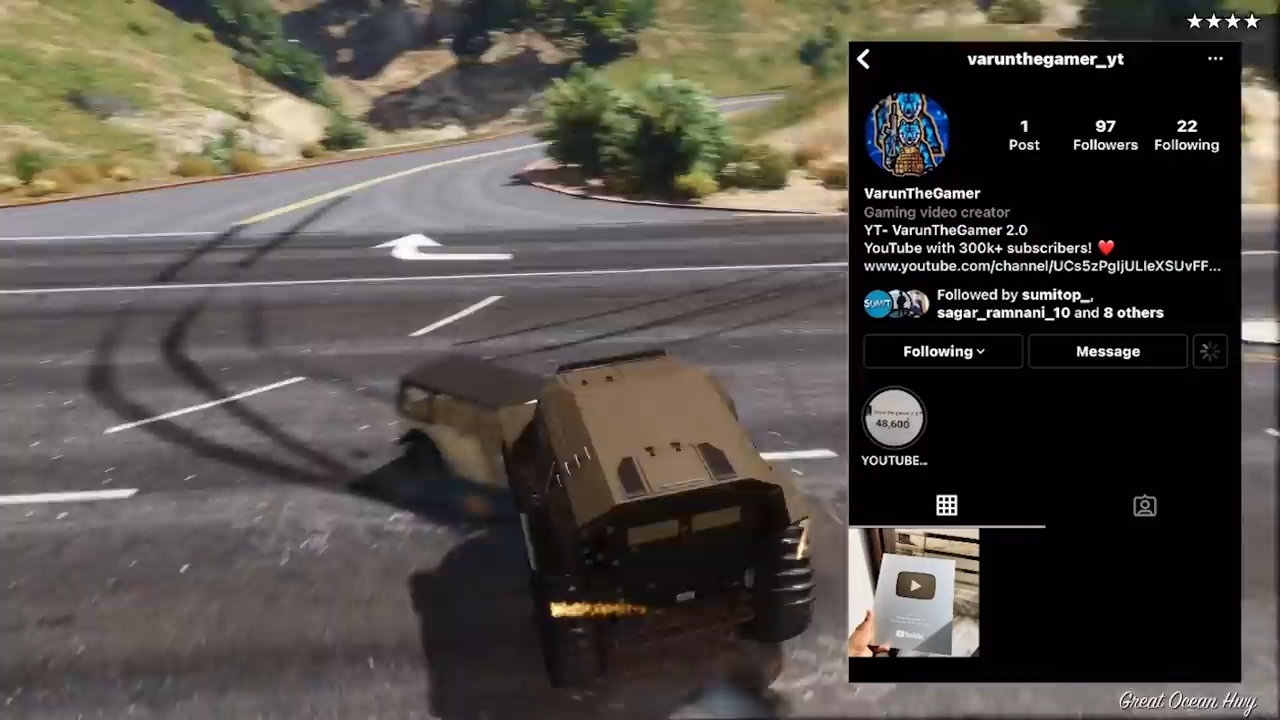 varunthegamer_yt
1
97
22
Post
Followers
Following
VarunTheGamer
Gaming video creator
YT- VarunTheGamer 2.0
YouTube with 300k+ subscribers! ❤️
www.youtube.com/channel/UCs5zPgIjULIeXSUvFF...
SUMIT
Followed by sumitop_,
sagar_ramnani_10 and 8 others
Following
Message
48,600
YOUTUBE...
YouTube
Great Ocean Hwy